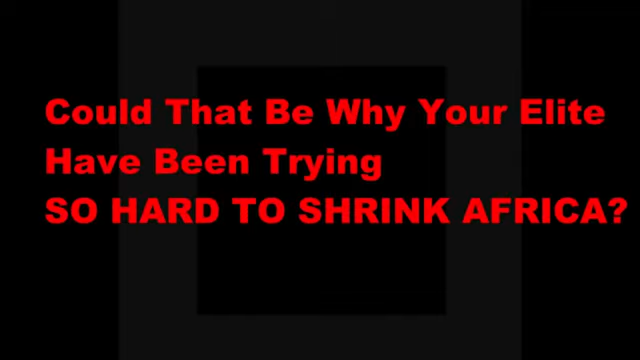 Could That Be Why Your Elite
Have Been Trying
SO HARD TO SHRINK AFRICA?